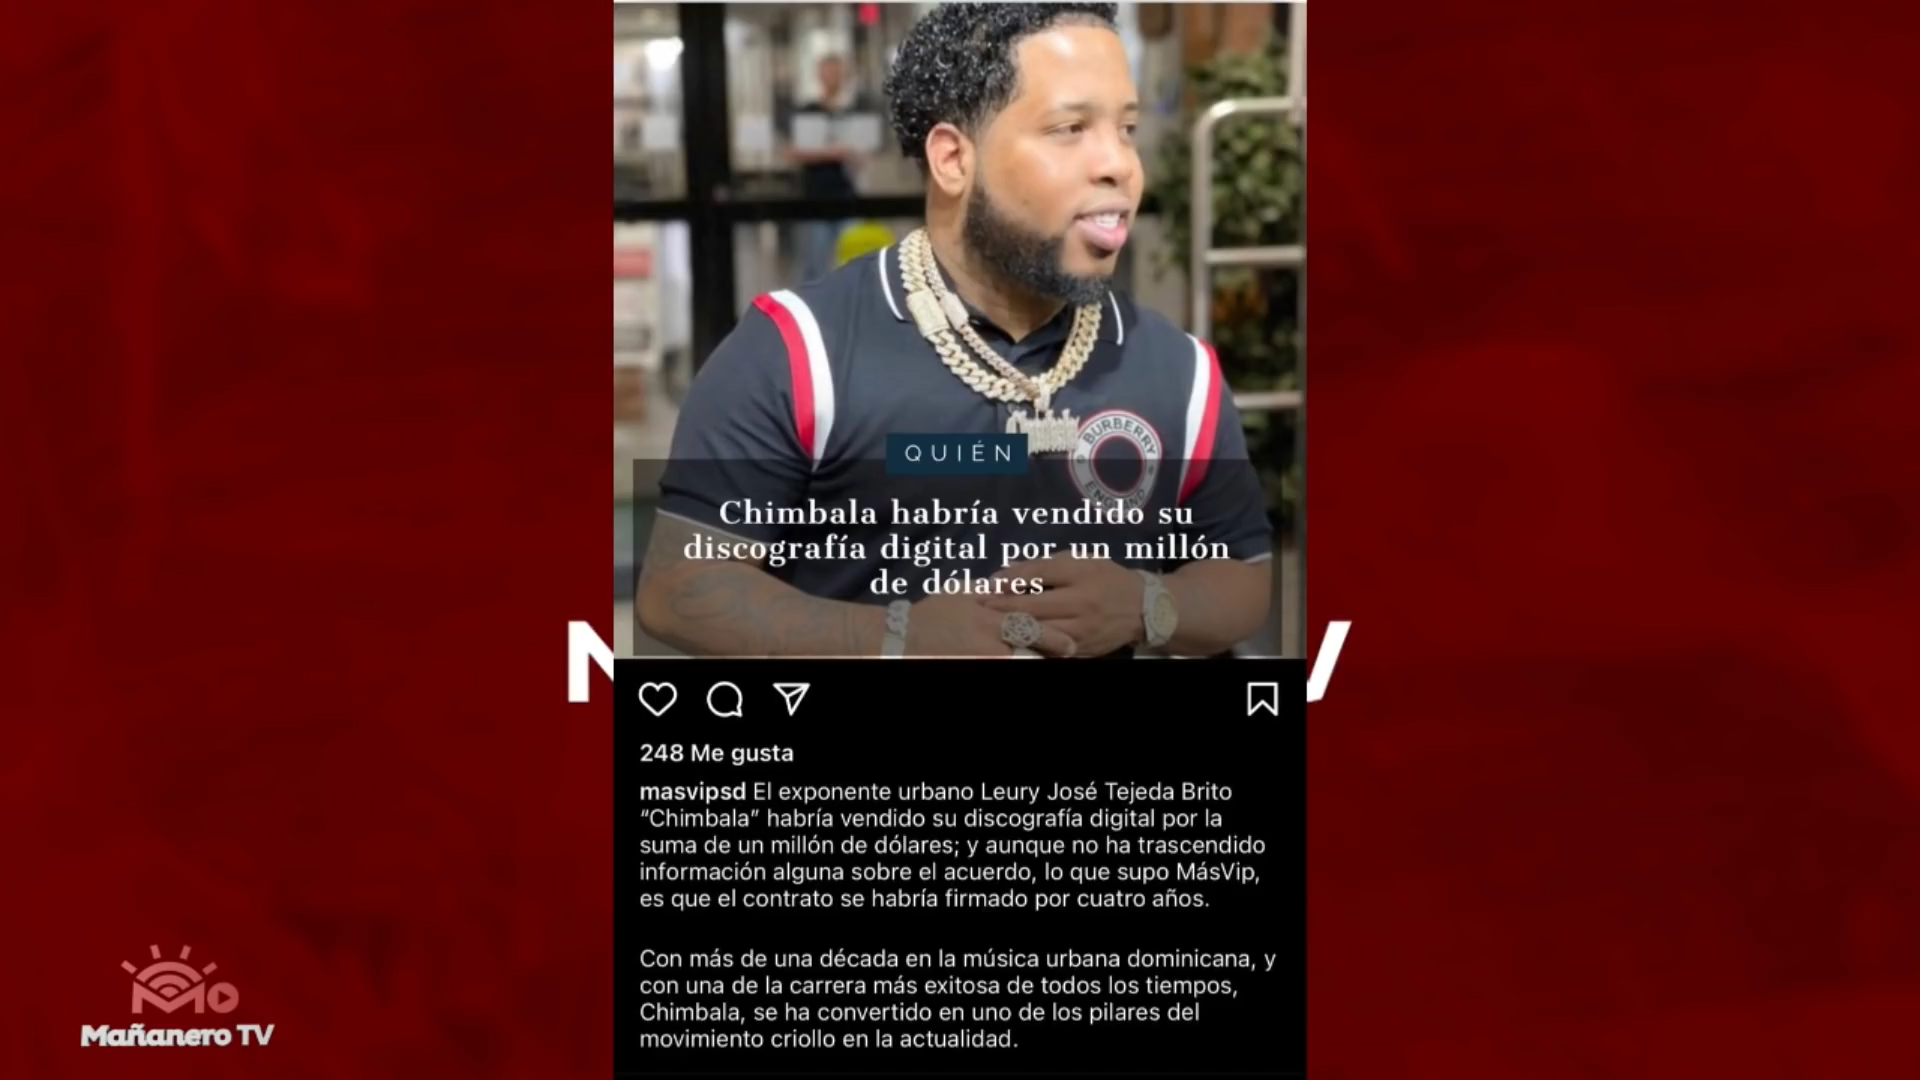 BURBERRY
QUIÉN
Chimbala habría vendido su
discografía digital por un millón
de dólares
248 Me gusta
masvipsd El exponente urbano Leury José Tejeda Brito
“Chimbala” habría vendido su discografía digital por la
suma de un millón de dólares; y aunque no ha trascendido
información alguna sobre el acuerdo, lo que supo MásVip,
es que el contrato se habría firmado por cuatro años.
Con más de una década en la música urbana dominicana, y
con una de la carrera más exitosa de todos los tiempos,
Chimbala, se ha convertido en uno de los pilares del
movimiento criollo en la actualidad.
Mañanero TV